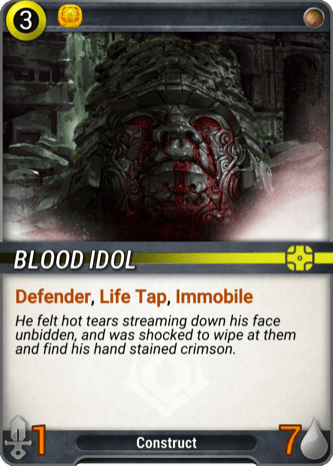 3
BLOOD IDOL
Defender, Life Tap, Immobile
He felt hot tears streaming down his face
unbidden, and was shocked to wipe at them
and find his hand stained crimson.
1
Construct
7